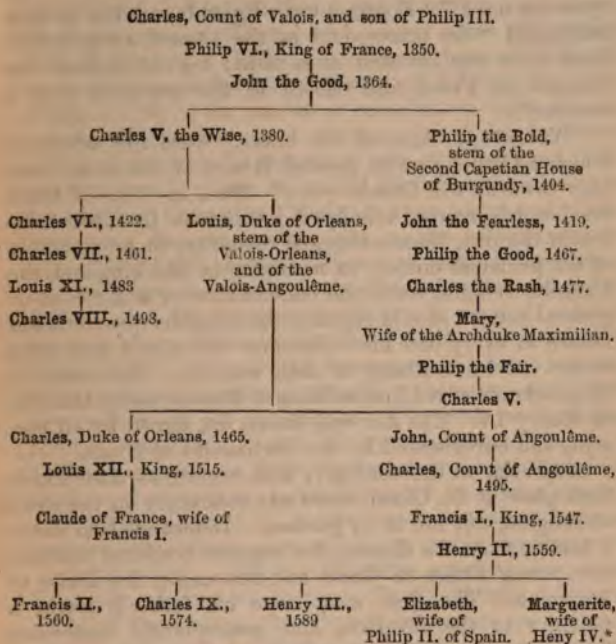 Charles, Count of Valois, and son of Philip III.
Philip VI., King of France, 1350.
John the Good, 1364.
Charles V. the Wise, 1380.
Philip the Bold,
stem of the
Second Capetian House
of Burgundy, 1404.
Charles VI., 1422.
Charles VII., 1461.
Louis XI., 1483
Charles VIII., 1493.
Louis, Duke of Orleans,
stem of the
Valois-Orleans,
and of the
Valois-Angoulême.
John the Fearless, 1419.
Philip the Good, 1467.
Charles the Rash, 1477.
Mary,
Wife of the Archduke Maximilian.
Philip the Fair.
Charles V.
Charles, Duke of Orleans, 1465.
Louis XII., King, 1515.
Claude of France, wife of
Francis I.
John, Count of Angoulême.
Charles, Count of Angoulême,
1495.
Francis I., King, 1547.
Henry II., 1559.
Francis II.,
1560.
Charles IX.,
1574.
Henry III.,
1589
Elizabeth,
wife of
Philip II. of Spain.
Marguerite,
wife of
Heny IV.